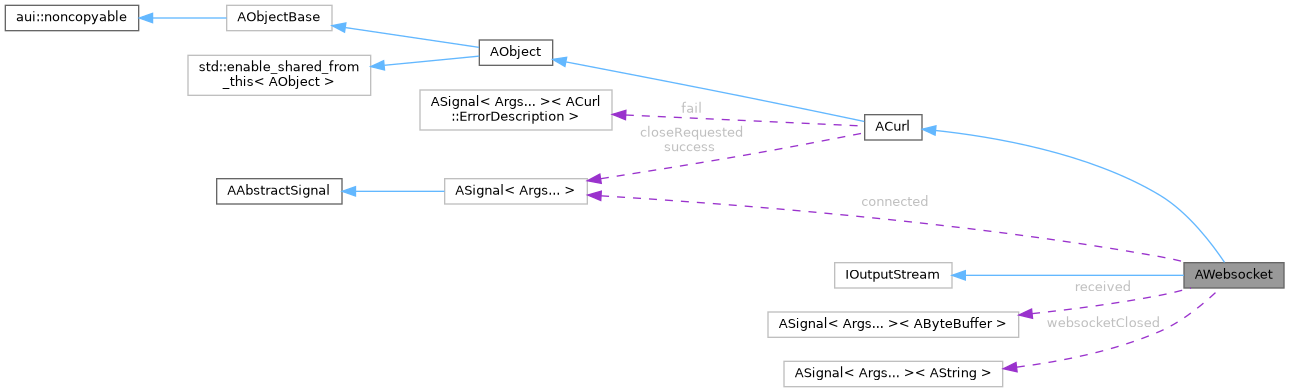 aui::noncopyable
AObjectBase
AObject
std::enable_shared_from
_this< AObject >
ASignal< Args... >< ACurl
::ErrorDescription >
fail
ACurl
closeRequested
success
AAbstractSignal
ASignal< Args... >
connected
IOutputStream
AWebsocket
received
ASignal< Args... >< AByteBuffer >
websocketClosed
ASignal< Args... >< AString >